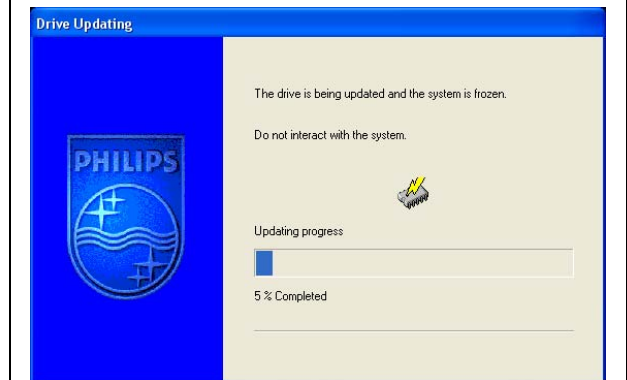 Drive Updating
The drive is being updated and the system is frozen.
Do not interact with the system.
PHILIPS
Updating progress
5 % Completed